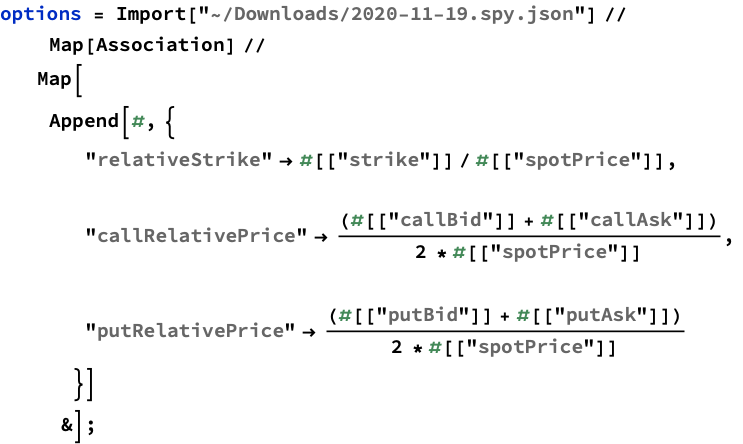 options = Import["~/Downloads/2020-11-19.spy.json"] //
Map[Association] //
Map[
Append[#, {
"relativeStrike" → #[["strike"]] / #[["spotPrice"]],
"callRelativePrice" → (#[["callBid"]] + #[["callAsk"]])
2 * #[["spotPrice"]] ,
"putRelativePrice" → (#[["putBid"]] + #[["putAsk"]])
2 * #[["spotPrice"]]
}]
&];